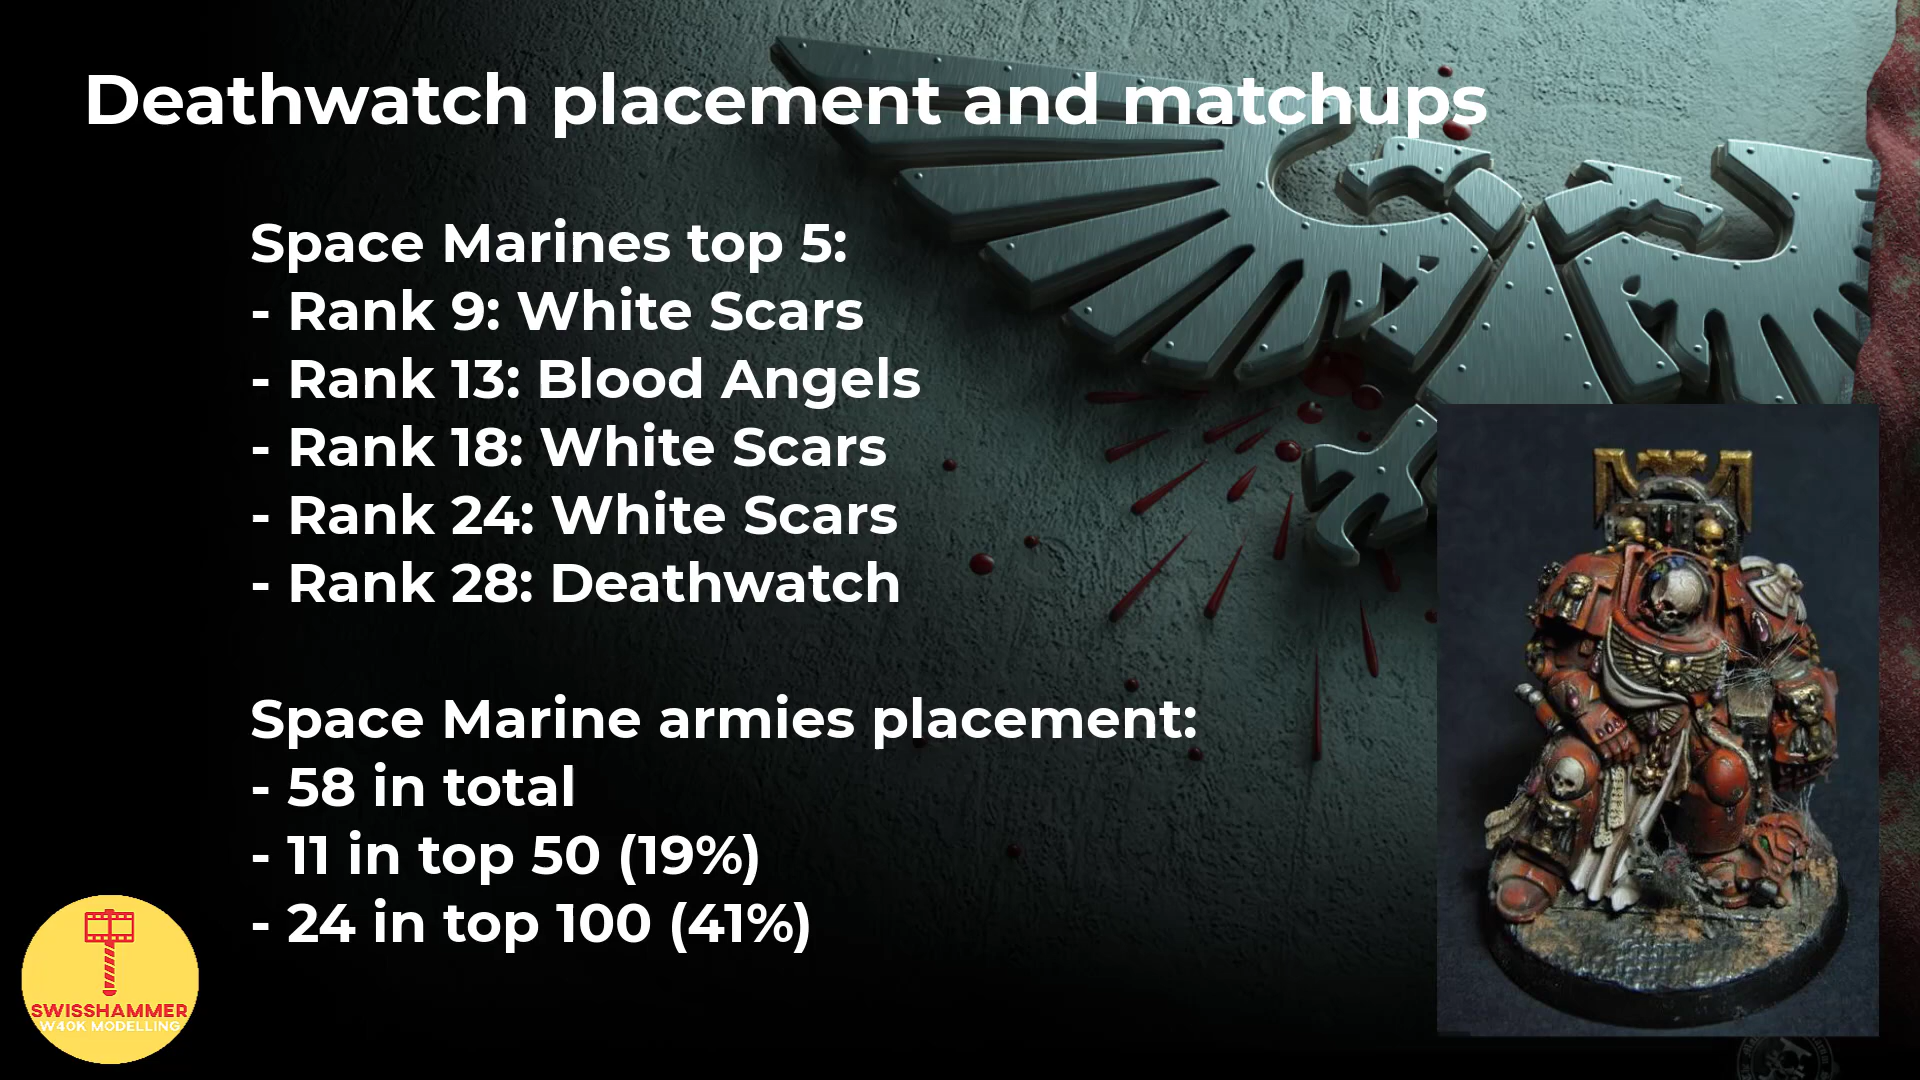 Deathwatch placement and matchups
Space Marines top 5:
- Rank 9: White Scars
- Rank 13: Blood Angels
- Rank 18: White Scars
- Rank 24: White Scars
- Rank 28: Deathwatch
Space Marine armies placement:
- 58 in total
- 11 in top 50 (19%)
- 24 in top 100 (41%)
SWISSHAMMER
W40K MODELLING